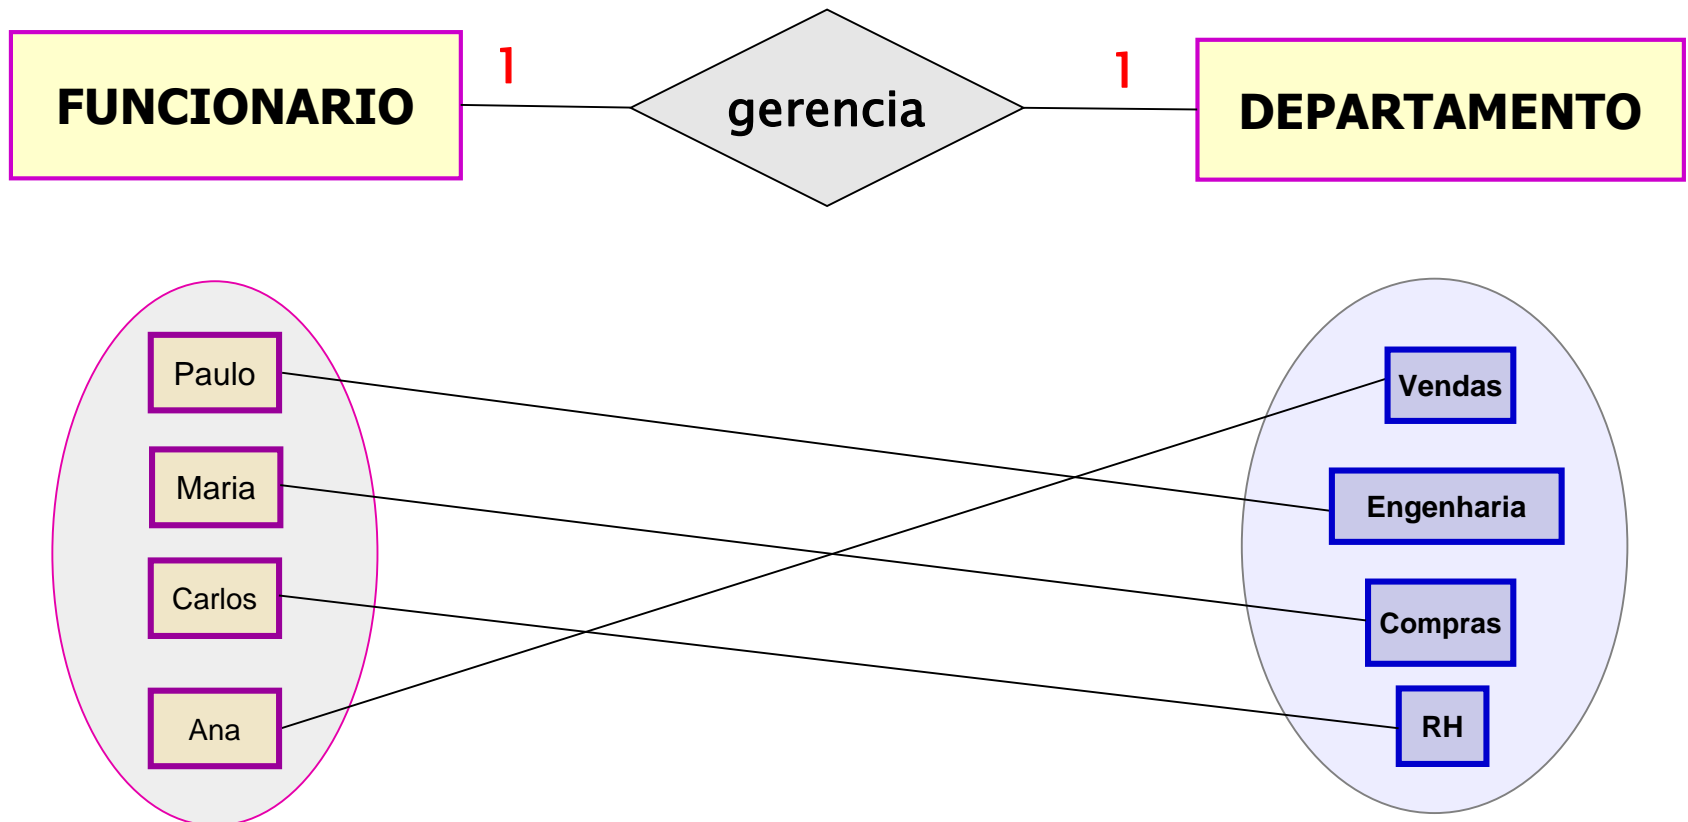 FUNCIONARIO
1
gerencia
1
DEPARTAMENTO
Paulo
Maria
Carlos
Ana
Vendas
Engenharia
Compras
RH